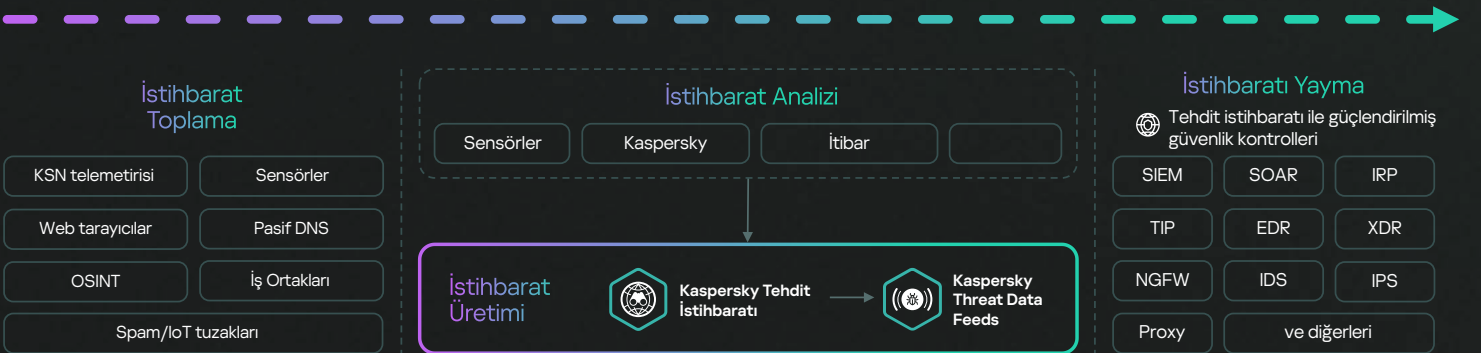 İstihbarat
Toplama
KSN telemetirisi
Sensörler
Web tarayıcılar
Pasif DNS
OSINT
İş Ortakları
Spam/IoT tuzakları
İstihbarat Analizi
Sensörler
Kaspersky
İtibar
İstihbarat
Üretimi
Kaspersky Tehdit
İstihbaratı
Kaspersky
Threat Data
Feeds
İstihbaratı Yayma
Tehdit istihbaratı ile güçlendirilmiş
güvenlik kontrolleri
SIEM
SOAR
IRP
TIP
EDR
XDR
NGFW
IDS
IPS
Proxy
ve diğerleri